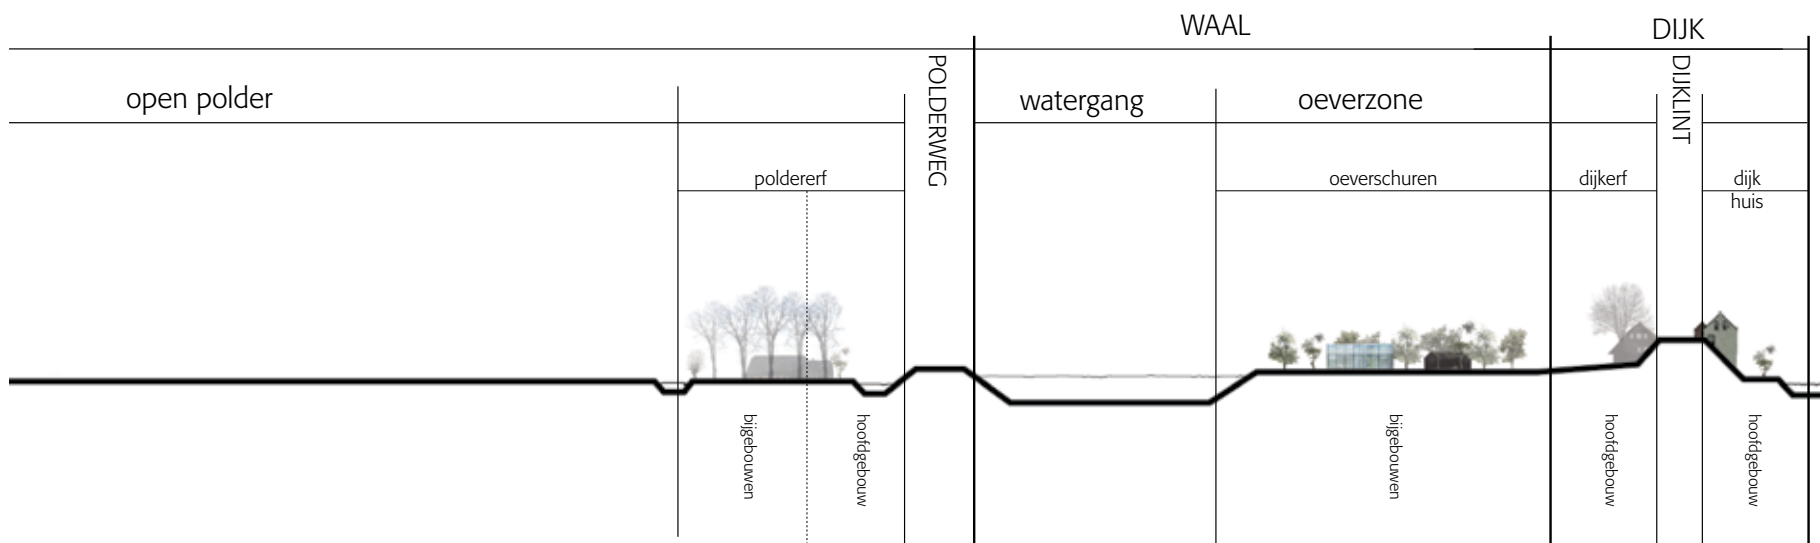 WAAL
DIJK
open polder
POLDERWEG
watergang
oeverzone
DIJKLINT
poldererf
oeverschuren
dijkerf
dijk
huis
bijgebouwen
hoofdgebouw
bijgebouwen
hoofdgebouw
hoofdgebouw